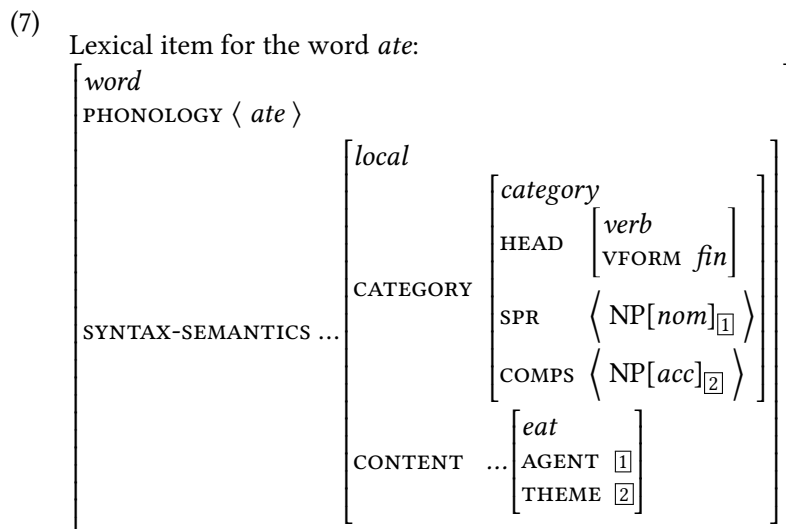 (7)
Lexical item for the word ate:
word
PHONOLOGY ⟨ ate ⟩
local
category
HEAD verb
VFORM fin
CATEGORY
SPR ⟨ NP[nom]1 ⟩
SYNTAX-SEMANTICS ...
COMPS ⟨ NP[acc]2 ⟩
eat
CONTENT ... AGENT 1
THEME 2